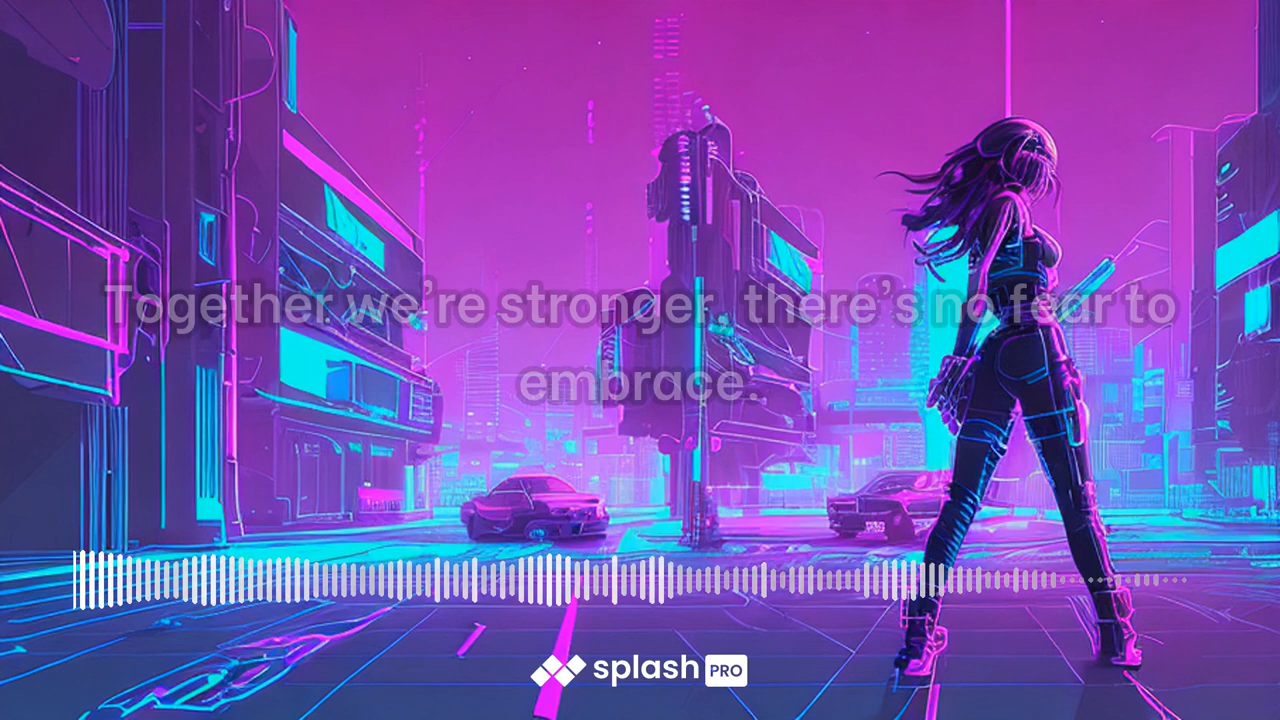 Together we’re stronger, there’s no fear to
embrace.
splash PRO